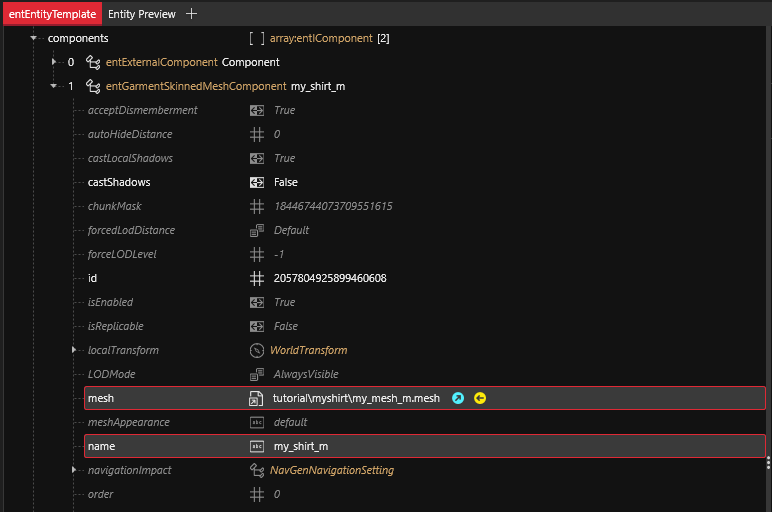 entEntityTemplate Entity Preview +
components [ ] array:entIComponent [2]
0 entExternalComponent Component
1 entGarmentSkinnedMeshComponent my_shirt_m
acceptDismemberment True
autoHideDistance 0
castLocalShadows True
castShadows False
chunkMask 18446744073709551615
forcedLodDistance Default
forceLODLevel -1
id 2057804925899460608
isEnabled True
isReplicable False
localTransform WorldTransform
LODMode AlwaysVisible
mesh tutorial\myshirt\my_mesh_m.mesh
meshAppearance abc default
name abc my_shirt_m
navigationImpact NavGenNavigationSetting
order 0